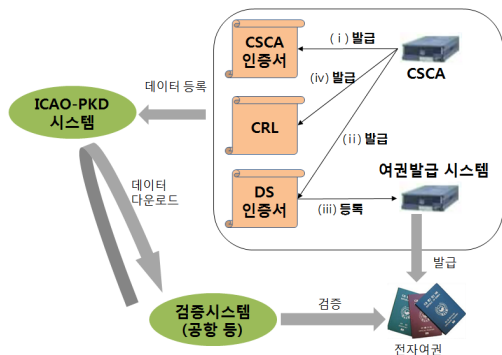 CSCA
인증서
( i ) 발급
CSCA
(iv) 발급
데이터 등록
ICAO-PKD
시스템
CRL
(ii) 발급
여권발급 시스템
데이터
다운로드
DS
인증서
(iii) 등록
발급
검증시스템
(공항 등)
검증
전자여권